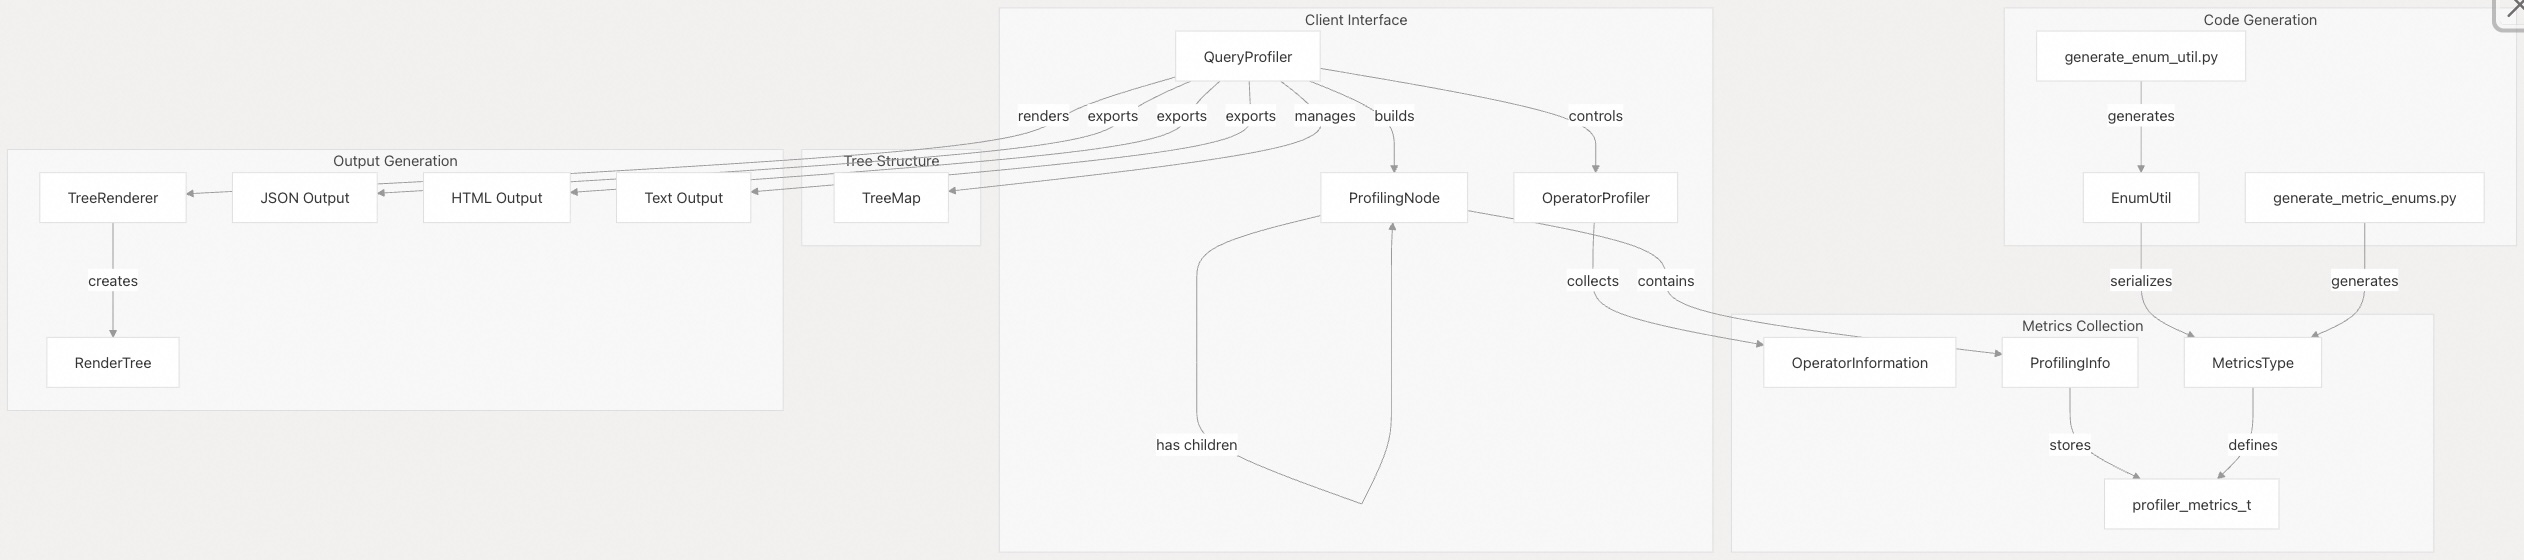 Client Interface
Code Generation
QueryProfiler
generate_enum_util.py
renders
exports
exports
exports
manages
builds
controls
generates
Output Generation
Tree Structure
TreeRenderer
JSON Output
HTML Output
Text Output
TreeMap
ProfilingNode
OperatorProfiler
EnumUtil
generate_metric_enums.py
creates
collects
contains
serializes
generates
Metrics Collection
RenderTree
OperatorInformation
ProfilingInfo
MetricsType
has children
stores
defines
profiler_metrics_t